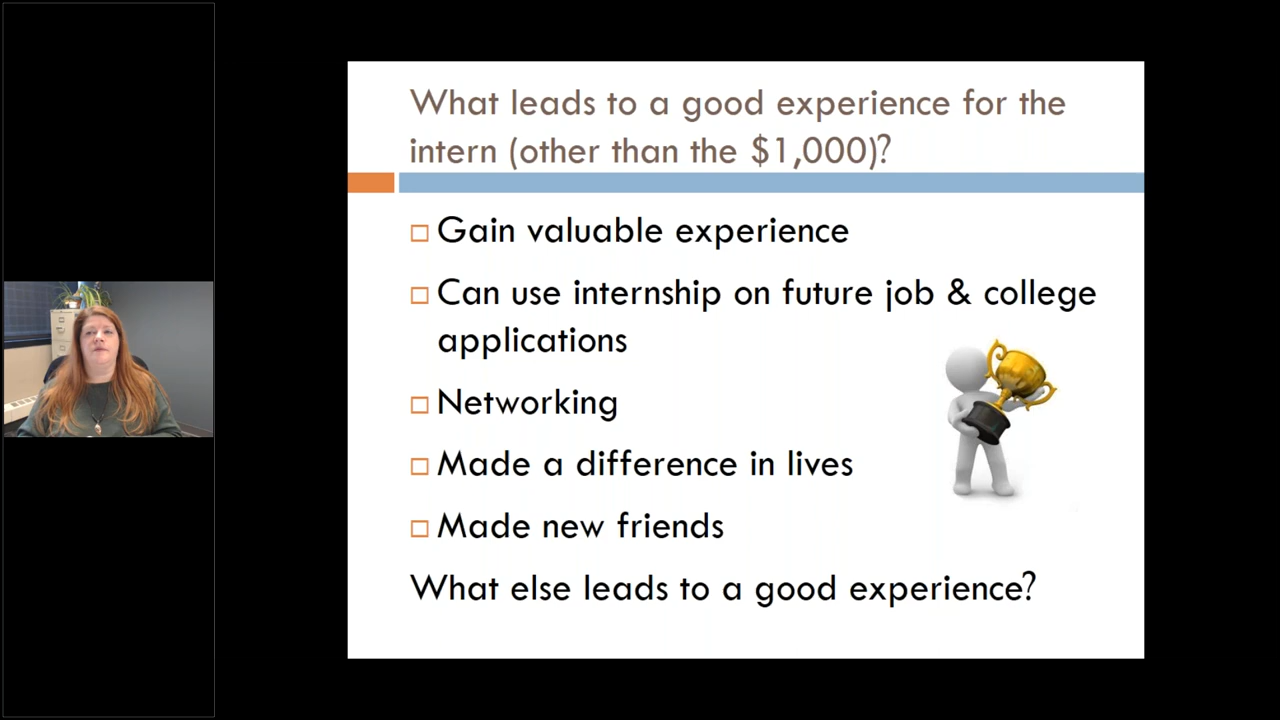 What leads to a good experience for the
intern (other than the $1,000)?
Gain valuable experience
Can use internship on future job & college
applications
Networking
Made a difference in lives
Made new friends
What else leads to a good experience?